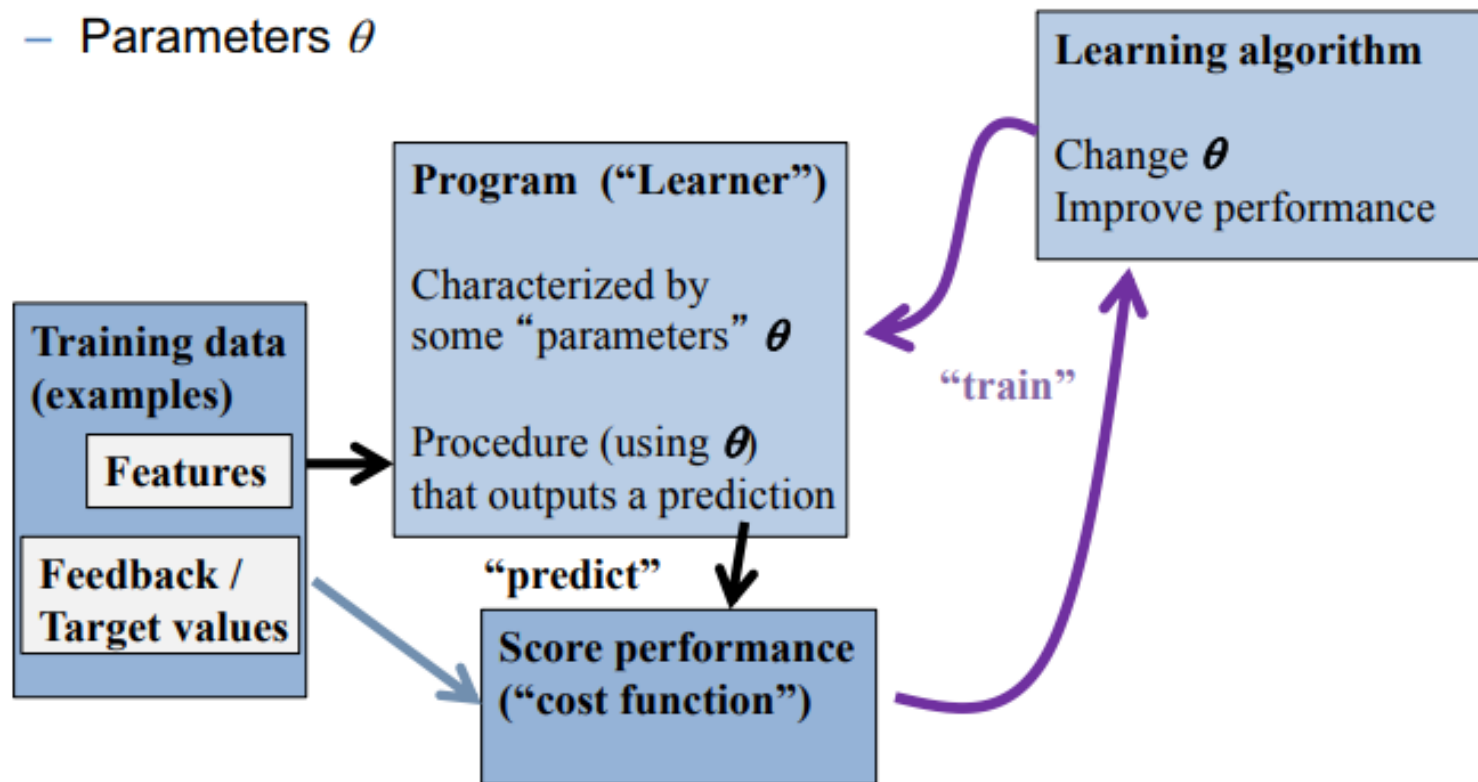 – Parameters θ
Learning algorithm
Change θ
Improve performance
Program (“Learner”)
Characterized by
some “parameters” θ
Procedure (using θ)
that outputs a prediction
Training data
(examples)
Features
Feedback /
Target values
“train”
“predict”
Score performance
(“cost function”)